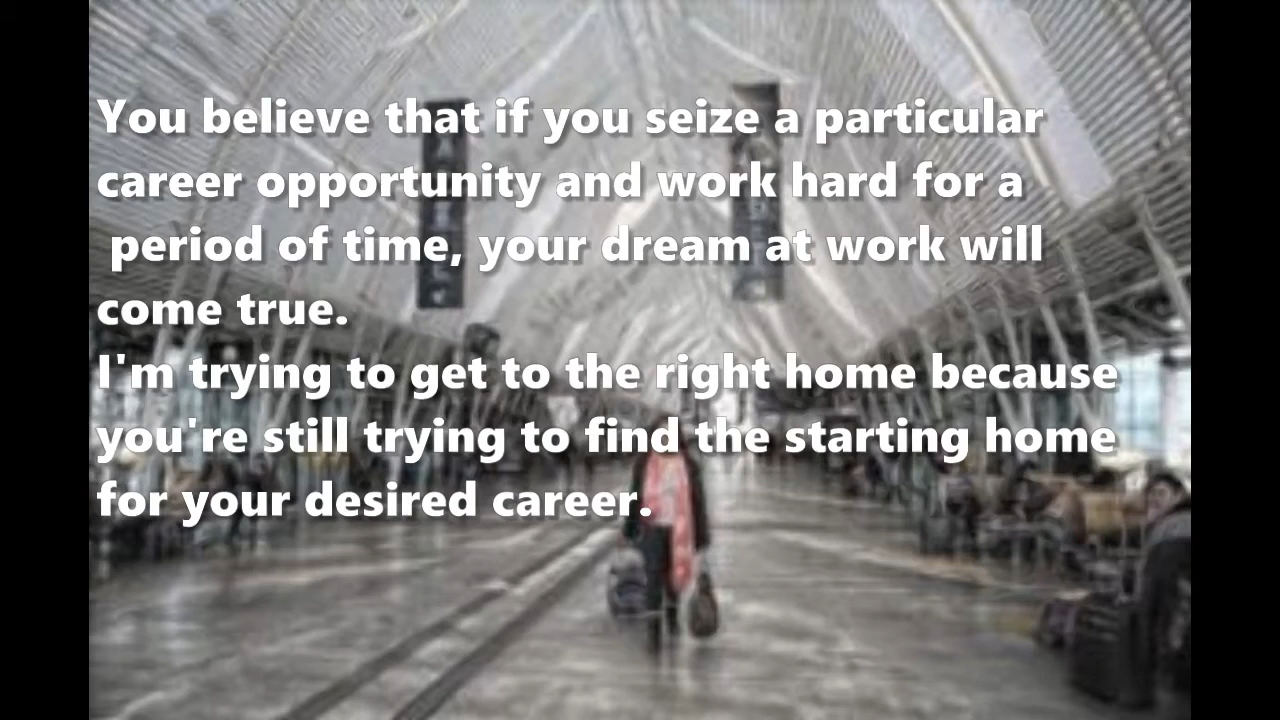 You believe that if you seize a particular
career opportunity and work hard for a
period of time, your dream at work will
come true.
I'm trying to get to the right home because
you're still trying to find the starting home
for your desired career.